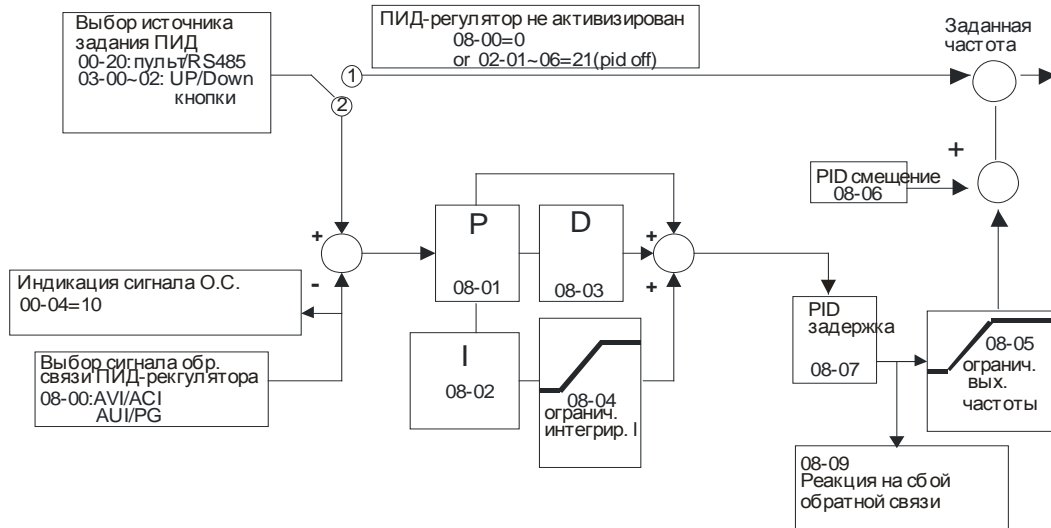 Выбор источника
задания ПИД
00-20: пульт/RS485
03-00~02: UP/Down
кнопки
1
2
ПИД-регулятор не активизирован
08-00=0
or 02-01~06=21(pid off)
Заданная
частота
+
PID смещение
08-06
+
-
P
08-01
D
08-03
+
+
Индикация сигнала О.С.
00-04=10
Выбор сигнала обр.
связи ПИД-рекгулятора
08-00:AVI/ACI
AUI/PG
I
08-02
08-04
огранич.
интегрир. I
PID
задержка
08-07
08-05
огранич.
вых.
частоты
08-09
Реакция на сбой
обратной связи